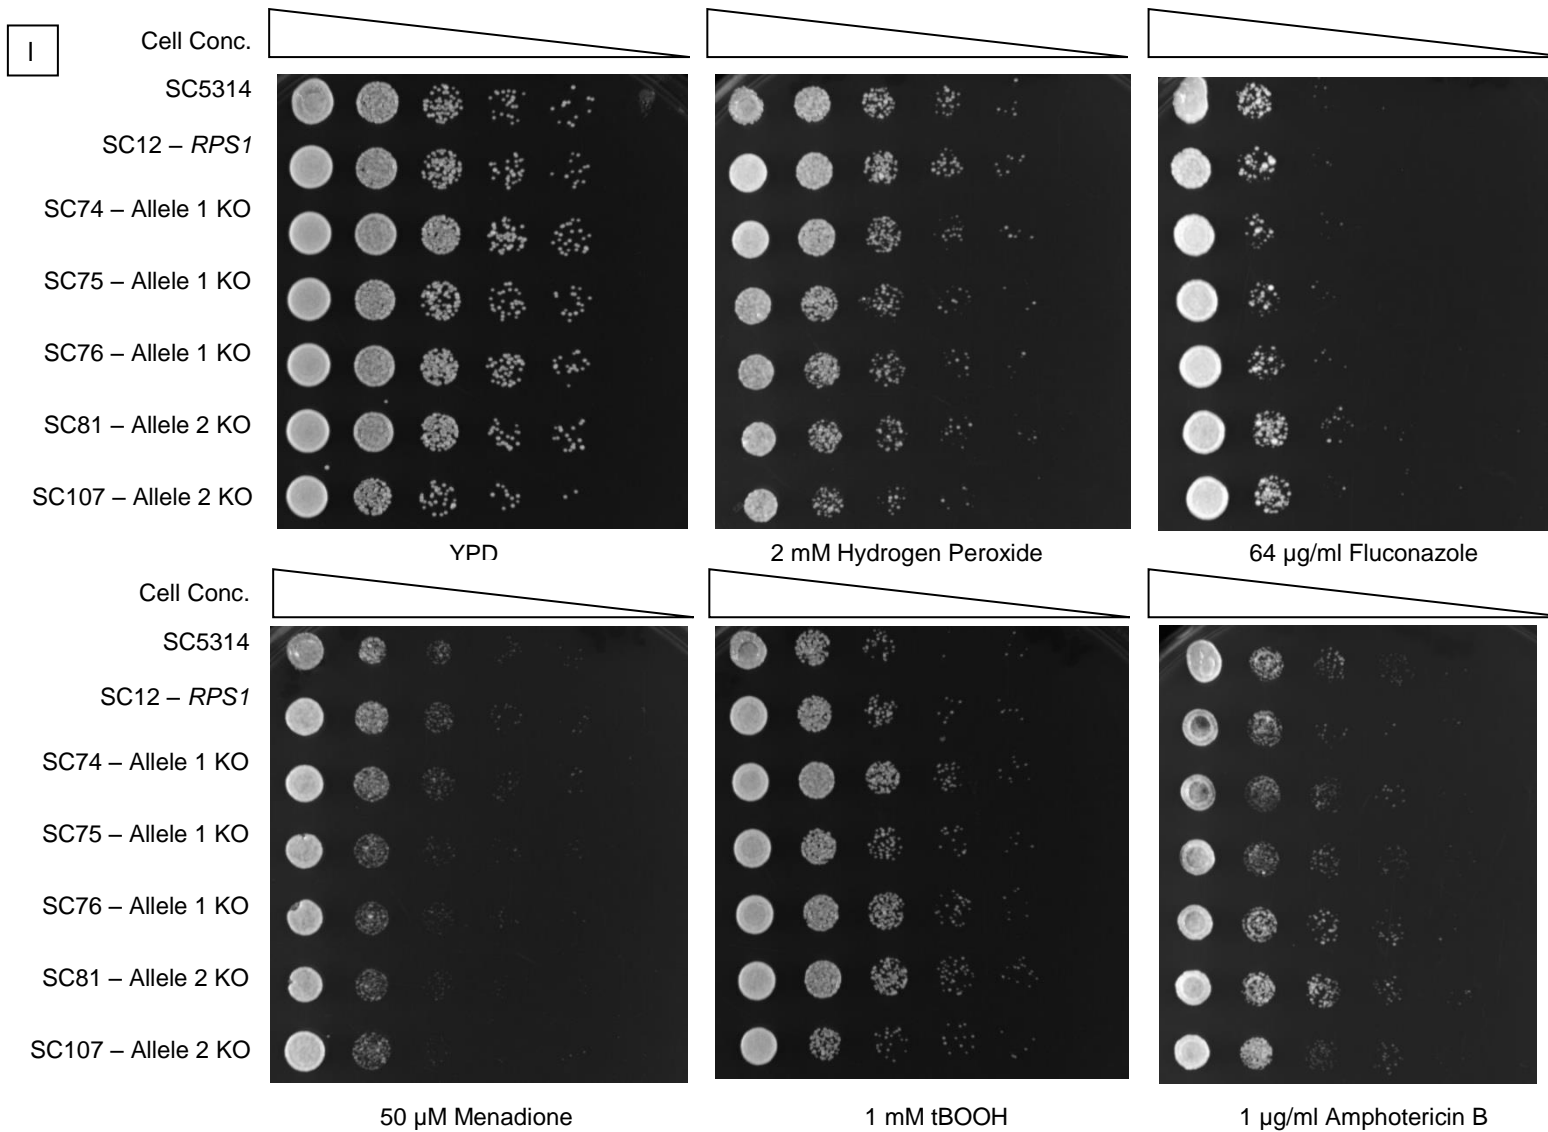 I
Cell Conc.
SC5314
SC12 – RPS1
SC74 – Allele 1 KO
SC75 – Allele 1 KO
SC76 – Allele 1 KO
SC81 – Allele 2 KO
SC107 – Allele 2 KO
YPD
2 mM Hydrogen Peroxide
64 µg/ml Fluconazole
Cell Conc.
SC5314
SC12 – RPS1
SC74 – Allele 1 KO
SC75 – Allele 1 KO
SC76 – Allele 1 KO
SC81 – Allele 2 KO
SC107 – Allele 2 KO
50 µM Menadione
1 mM tBOOH
1 µg/ml Amphotericin B